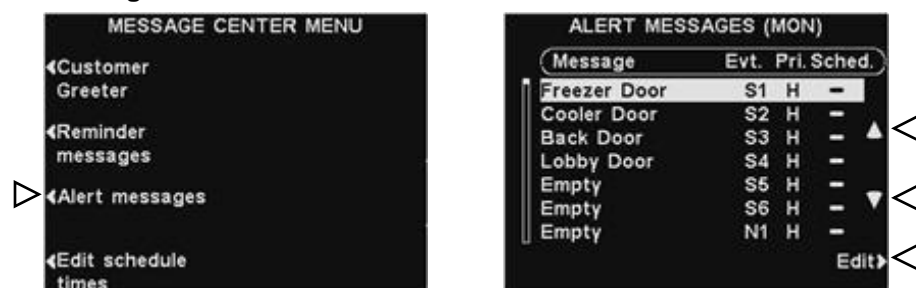 MESSAGE CENTER MENU
Customer
Greeter
Reminder
messages
Alert messages
Edit schedule
times
ALERT MESSAGES (MON)
Message Evt. Pri. Sched.
Freezer Door S1 H –
Cooler Door S2 H –
Back Door S3 H –
Lobby Door S4 H –
Empty S5 H –
Empty S6 H –
Empty N1 H –
Edit